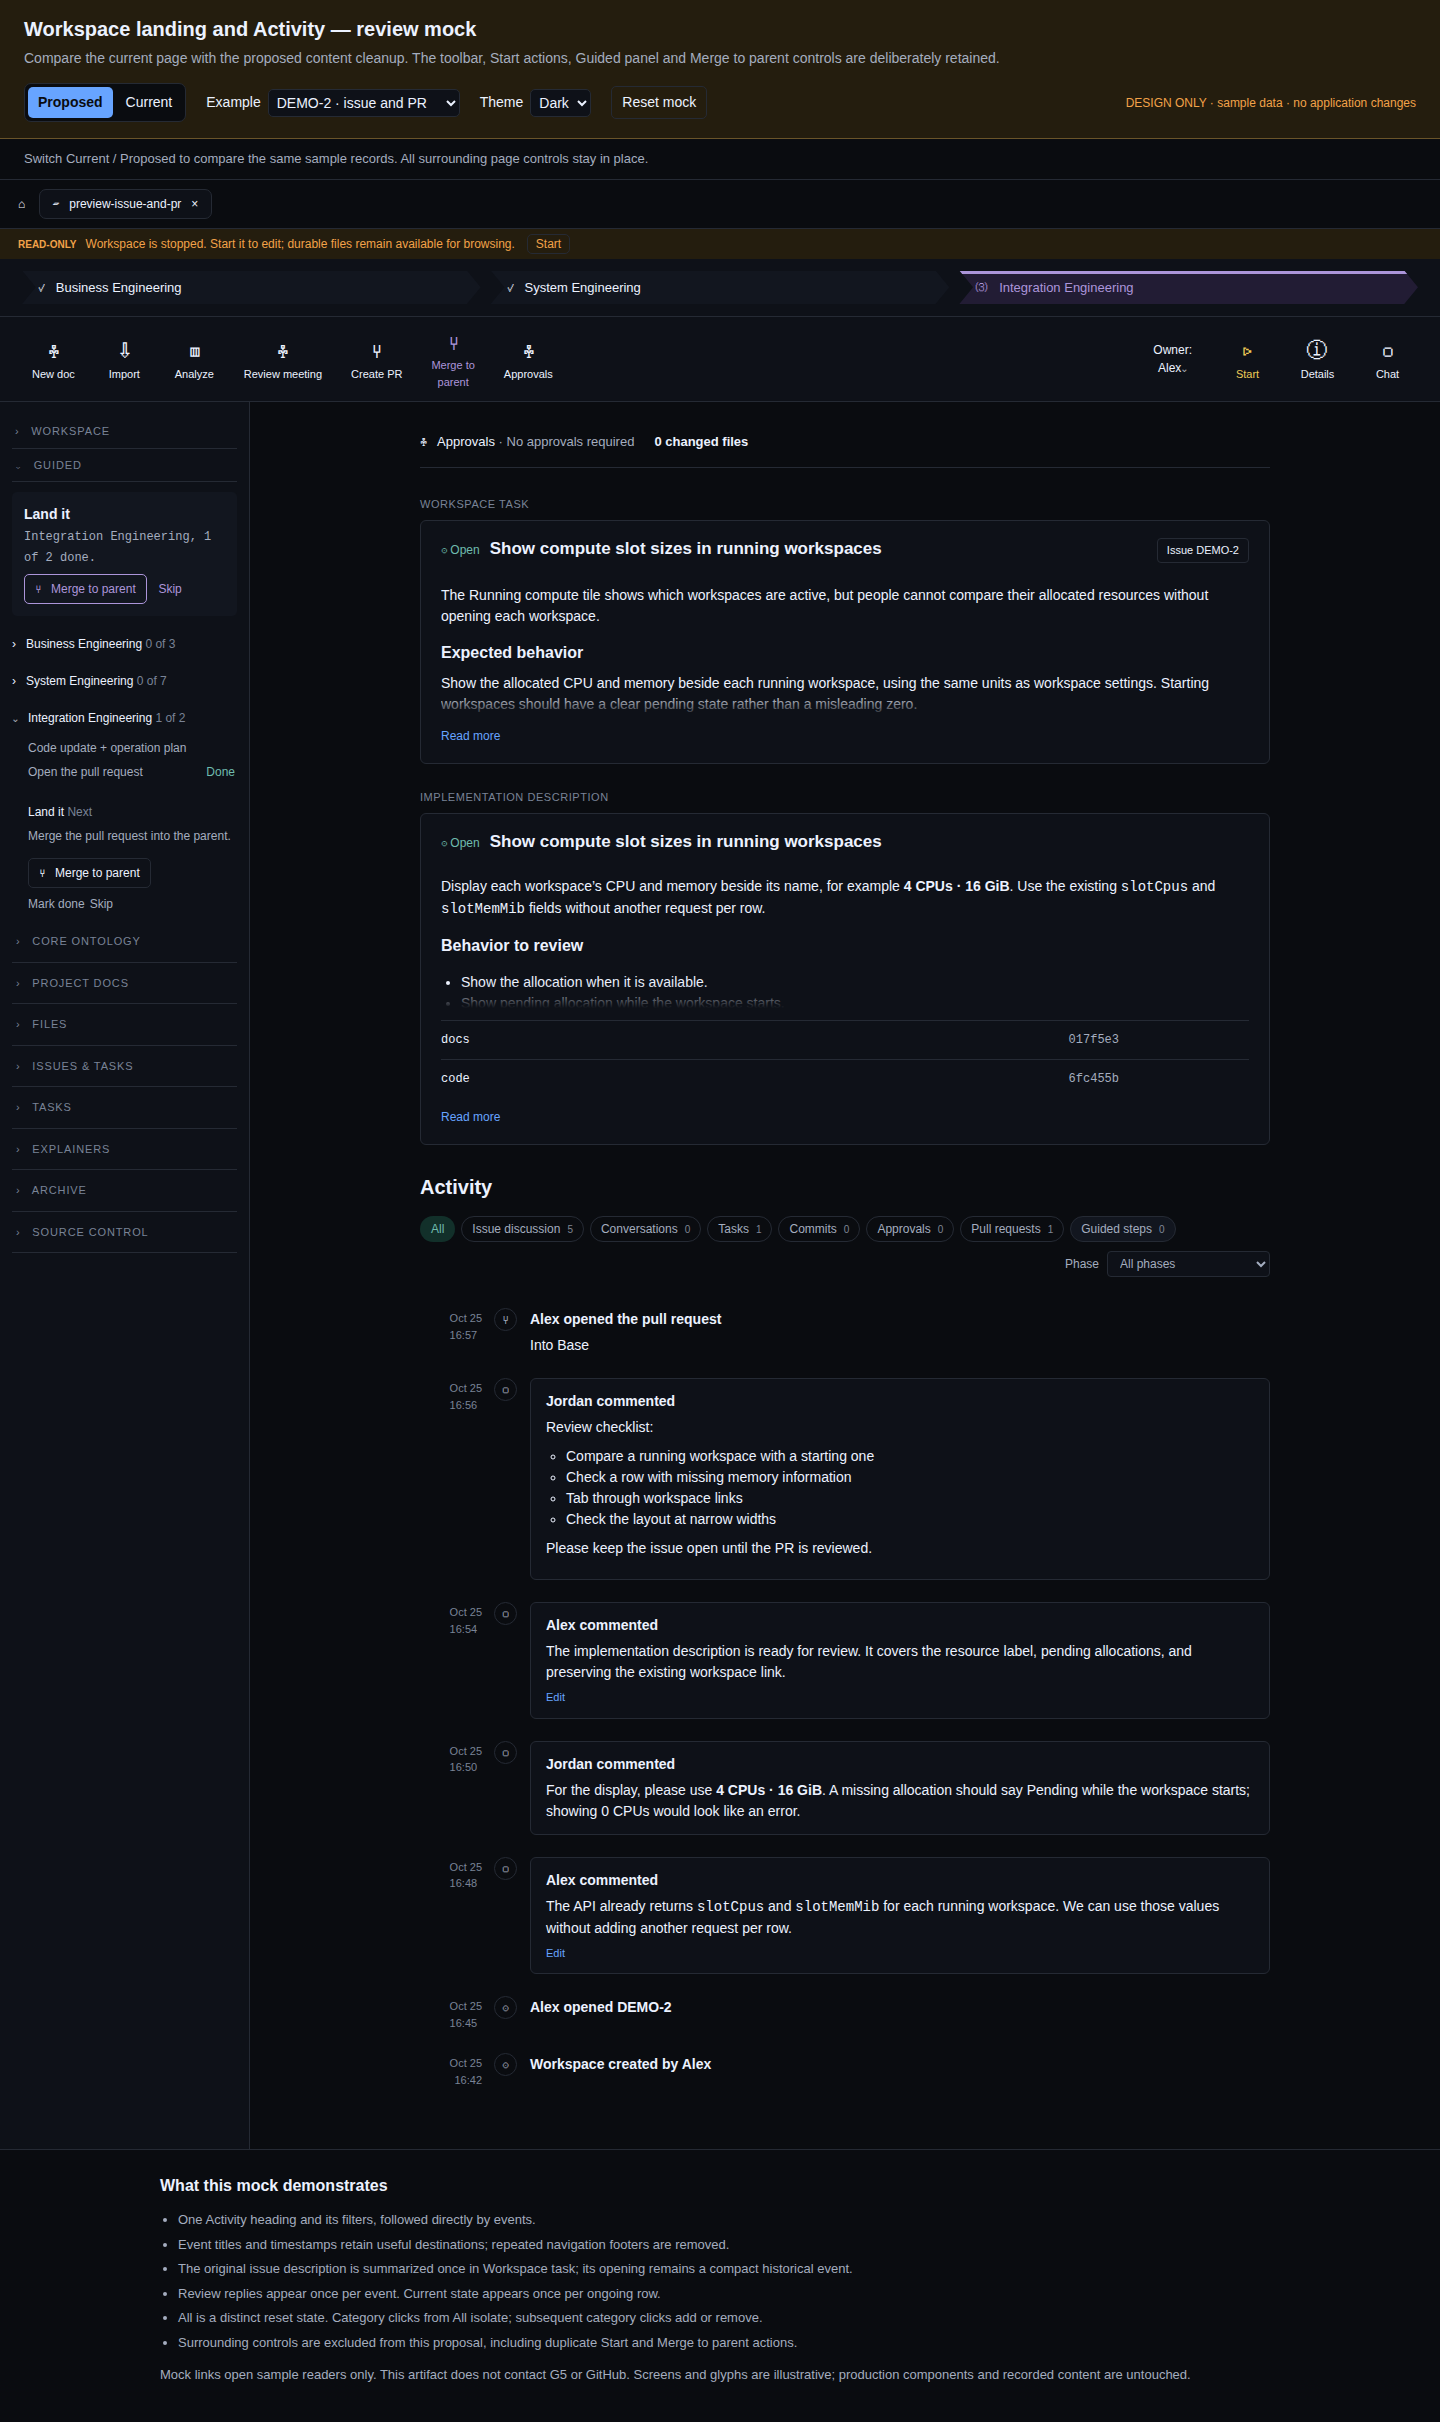 Workspace landing and Activity — review mock
Compare the current page with the proposed content cleanup. The toolbar, Start actions, Guided panel and Merge to parent controls are deliberately retained.
Proposed Current Example DEMO-2 · issue and PR Theme Dark Reset mock DESIGN ONLY · sample data · no application changes
Switch Current / Proposed to compare the same sample records. All surrounding page controls stay in place.
preview-issue-and-pr ×
READ-ONLY Workspace is stopped. Start it to edit; durable files remain available for browsing. Start
✓ Business Engineering ✓ System Engineering (3) Integration Engineering
New doc Import Analyze Review meeting Create PR Merge to parent Approvals Owner: Alex Start Details Chat
WORKSPACE
GUIDED
Land it
Integration Engineering, 1
of 2 done.
Merge to parent Skip
Business Engineering 0 of 3
System Engineering 0 of 7
Integration Engineering 1 of 2
Code update + operation plan
Open the pull request Done
Land it Next
Merge the pull request into the parent.
Merge to parent
Mark done Skip
CORE ONTOLOGY
PROJECT DOCS
FILES
ISSUES & TASKS
TASKS
EXPLAINERS
ARCHIVE
SOURCE CONTROL
Approvals · No approvals required 0 changed files
WORKSPACE TASK
Open Show compute slot sizes in running workspaces Issue DEMO-2
The Running compute tile shows which workspaces are active, but people cannot compare their allocated resources without
opening each workspace.
Expected behavior
Show the allocated CPU and memory beside each running workspace, using the same units as workspace settings. Starting
workspaces should have a clear pending state rather than a misleading zero.
Read more
IMPLEMENTATION DESCRIPTION
Open Show compute slot sizes in running workspaces
Display each workspace's CPU and memory beside its name, for example 4 CPUs · 16 GiB. Use the existing slotCpus and
slotMemMib fields without another request per row.
Behavior to review
• Show the allocation when it is available.
• Show pending allocation while the workspace starts
docs 017f5e3
code 6fc455b
Read more
Activity
All Issue discussion 5 Conversations 0 Tasks 1 Commits 0 Approvals 0 Pull requests 1 Guided steps 0
Phase All phases
Oct 25
16:57
Alex opened the pull request
Into Base
Oct 25
16:56
Jordan commented
Review checklist:
Compare a running workspace with a starting one
Check a row with missing memory information
Tab through workspace links
Check the layout at narrow widths
Please keep the issue open until the PR is reviewed.
Oct 25
16:54
Alex commented
The implementation description is ready for review. It covers the resource label, pending allocations, and
preserving the existing workspace link.
Edit
Oct 25
16:50
Jordan commented
For the display, please use 4 CPUs · 16 GiB. A missing allocation should say Pending while the workspace starts;
showing 0 CPUs would look like an error.
Oct 25
16:48
Alex commented
The API already returns slotCpus and slotMemMib for each running workspace. We can use those values
without adding another request per row.
Edit
Oct 25
16:45
Alex opened DEMO-2
Oct 25
16:42
Workspace created by Alex
What this mock demonstrates
• One Activity heading and its filters, followed directly by events.
• Event titles and timestamps retain useful destinations; repeated navigation footers are removed.
• The original issue description is summarized once in Workspace task; its opening remains a compact historical event.
• Review replies appear once per event. Current state appears once per ongoing row.
• All is a distinct reset state. Category clicks from All isolate; subsequent category clicks add or remove.
• Surrounding controls are excluded from this proposal, including duplicate Start and Merge to parent actions.
Mock links open sample readers only. This artifact does not contact G5 or GitHub. Screens and glyphs are illustrative; production components and recorded content are untouched.